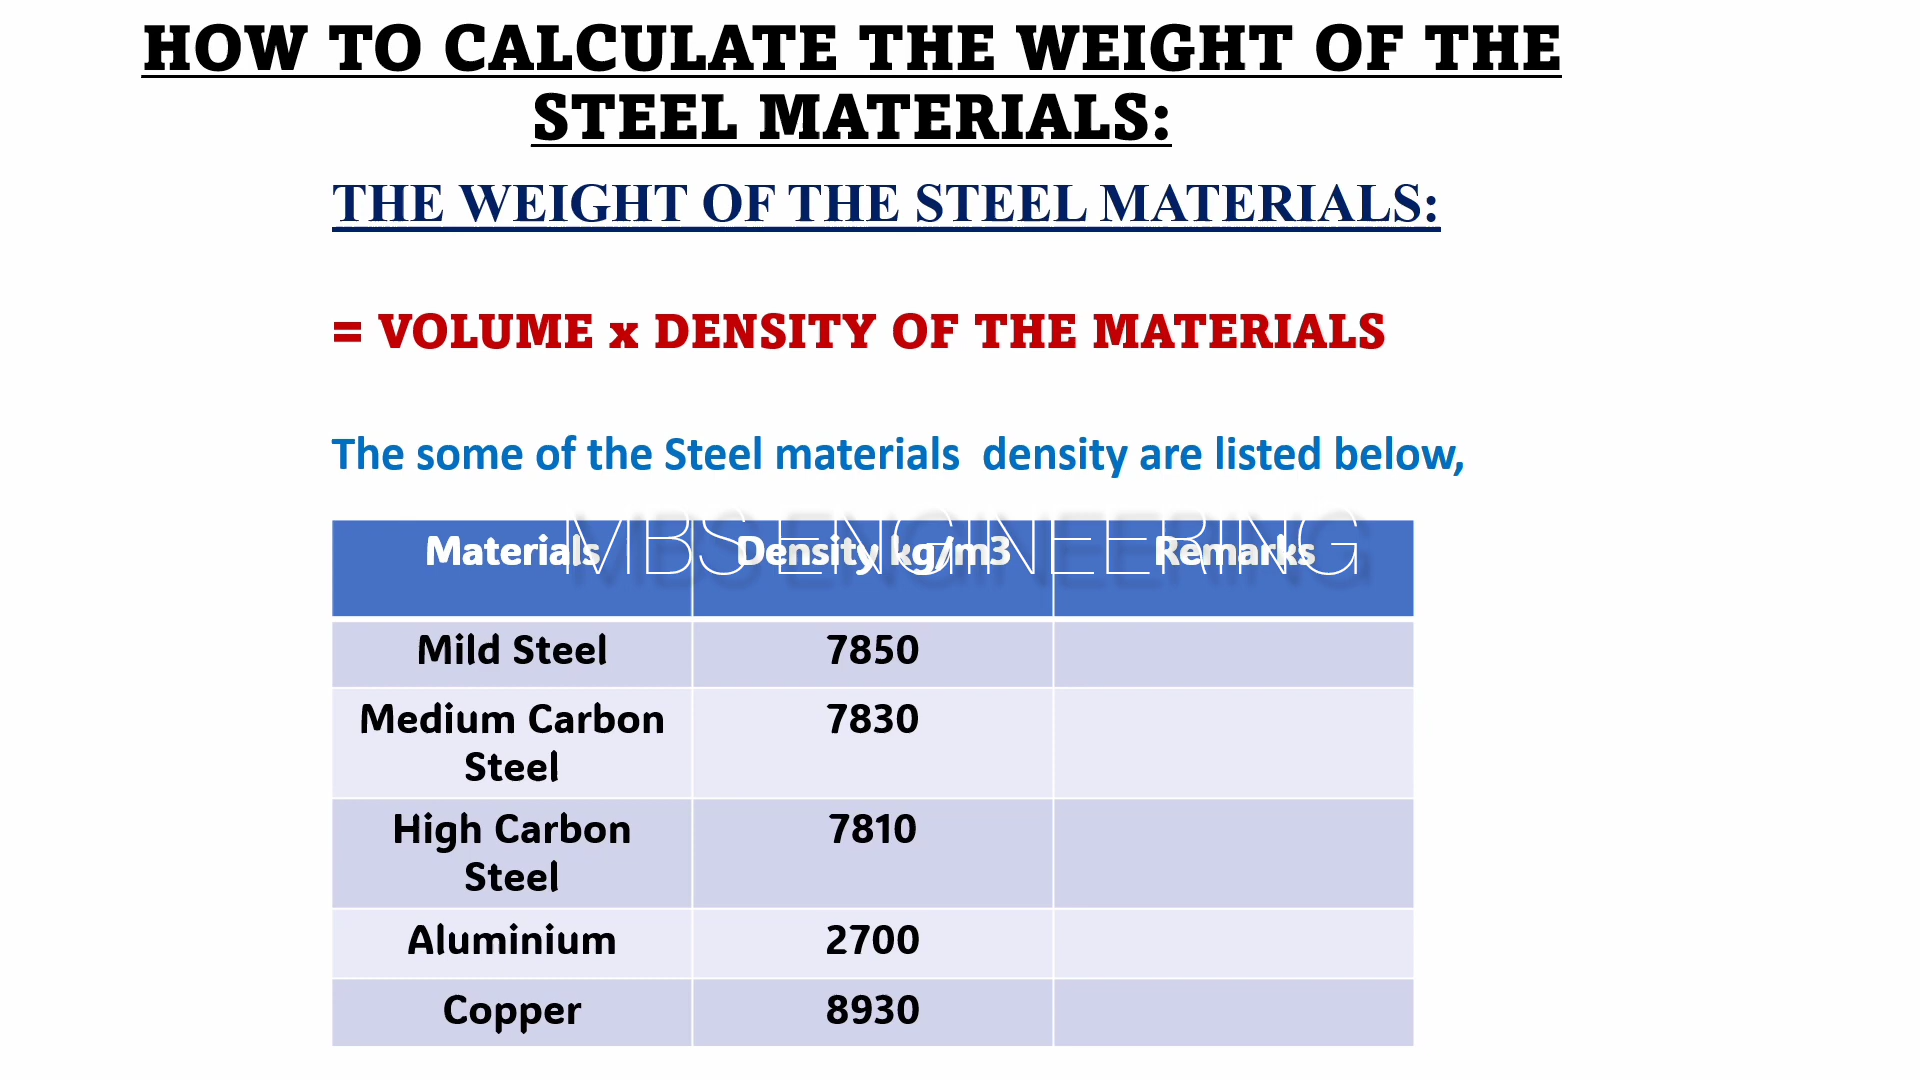 HOW TO CALCULATE THE WEIGHT OF THE
STEEL MATERIALS:
THE WEIGHT OF THE STEEL MATERIALS:
= VOLUME x DENSITY OF THE MATERIALS
The some of the Steel materials  density are listed below,
MBS ENGINEERING
Materials Density kg/m3 Remarks
Mild Steel 7850
Medium Carbon 7830
Steel
High Carbon 7810
Steel
Aluminium 2700
Copper 8930